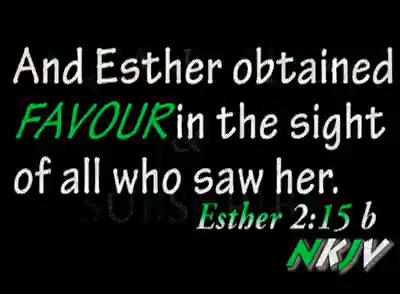 And Esther obtained
FAVOUR in the sight
of all who saw her.
Esther 2:15 b
NKJV